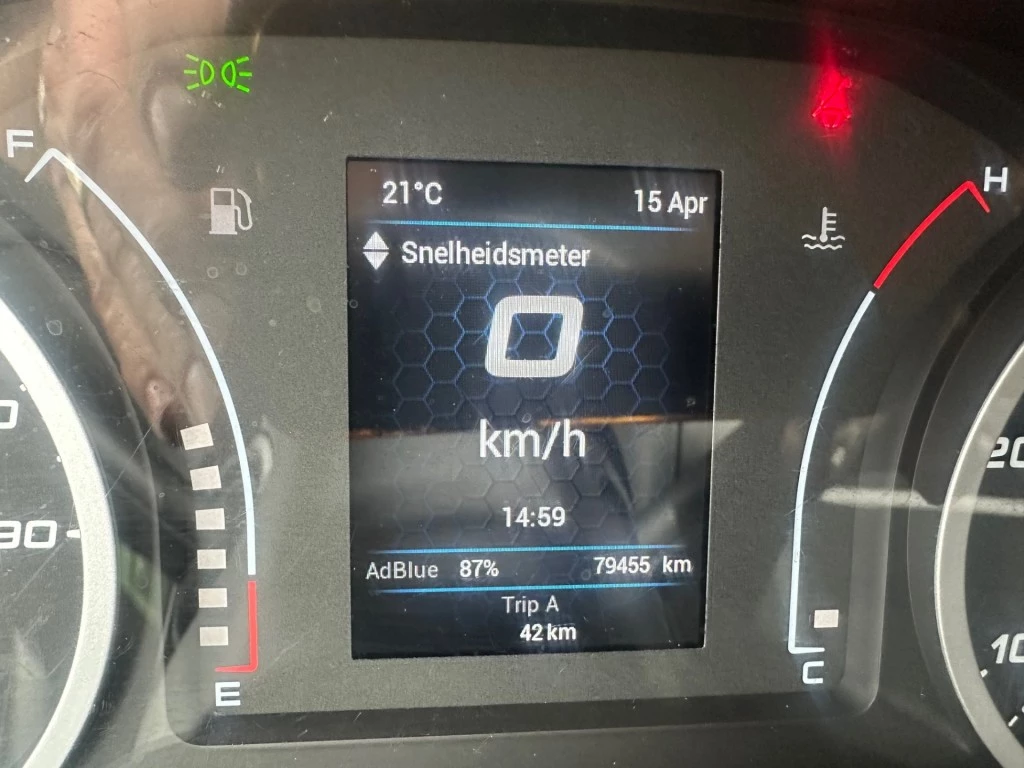 F
H
21°C 15 Apr
Snelheidsmeter
0
km/h
14:59
AdBlue 87% 79455 km
Trip A
42 km
E
C